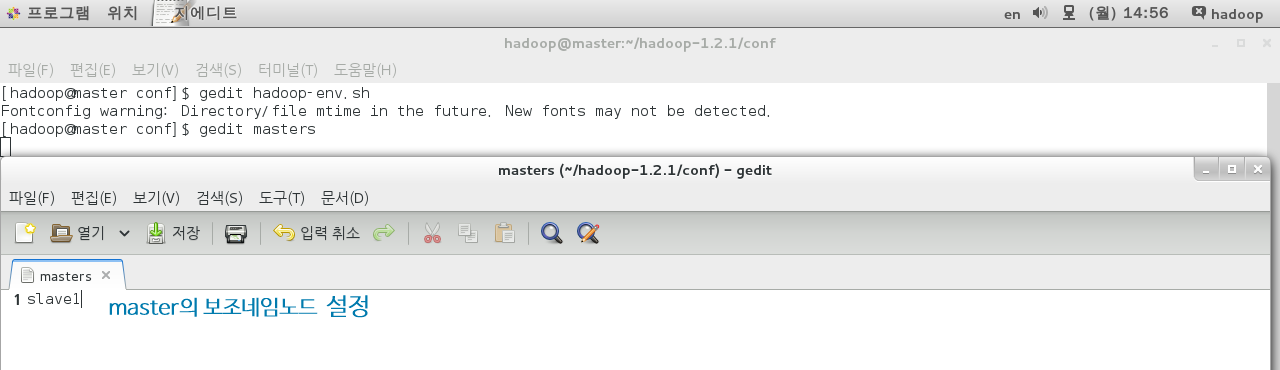 프로그램 위치 지에디트 en (월) 14:56 hadoop
hadoop@master:~/hadoop-1.2.1/conf
파일(F) 편집(E) 보기(V) 검색(S) 터미널(T) 도움말(H)
[hadoop@master conf]$ gedit hadoop-env.sh
Fontconfig warning: Directory/file mtime in the future. New fonts may not be detected.
[hadoop@master conf]$ gedit masters
masters (~/hadoop-1.2.1/conf) - gedit
파일(F) 편집(E) 보기(V) 검색(S) 도구(T) 문서(D)
열기 저장 입력 취소
masters
1 slave1 master의 보조네임노드 설정